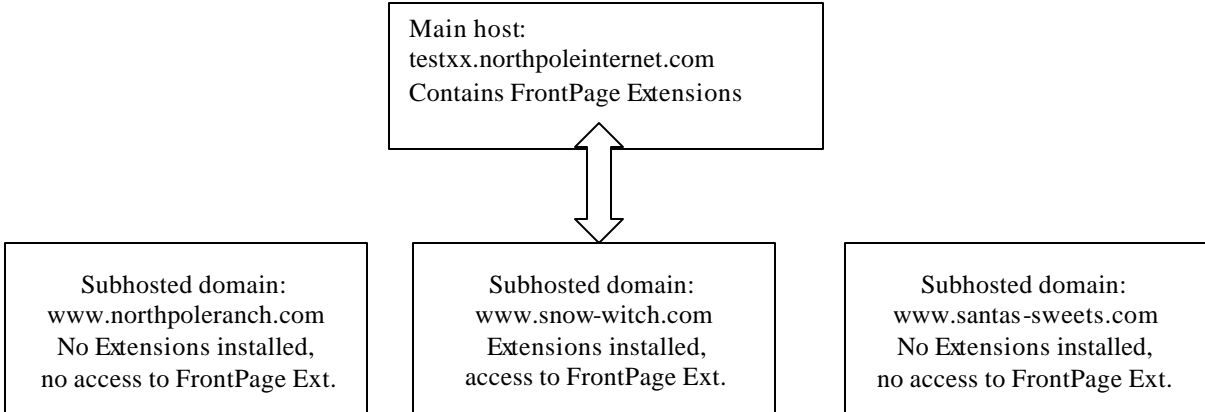 Main host:
testxx.northpoleinternet.com
Contains FrontPage Extensions
Subhosted domain:
www.northpoleranch.com
No Extensions installed,
no access to FrontPage Ext.
Subhosted domain:
www.snow-witch.com
Extensions installed,
access to FrontPage Ext.
Subhosted domain:
www.santas-sweets.com
No Extensions installed,
no access to FrontPage Ext.